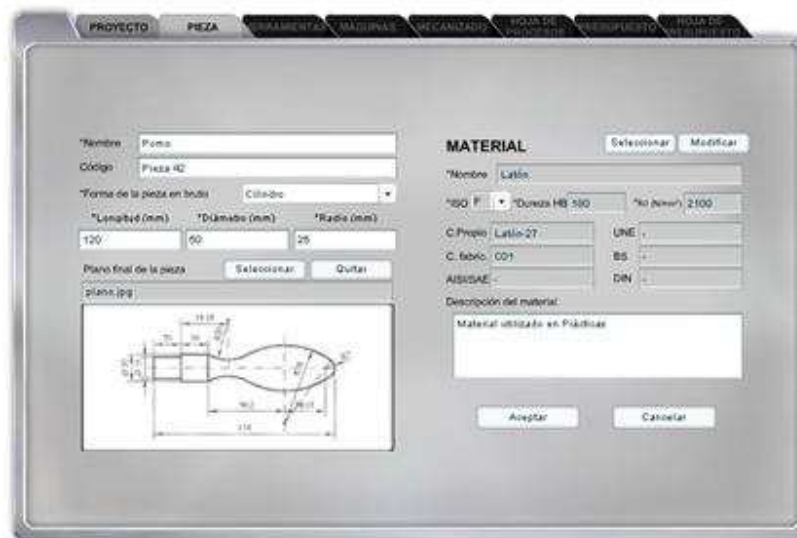 PROYECTO PIEZA HERRAMIENTAS MÁQUINAS MECANIZADO HOJA DE PROCESOS PRESUPUESTO HOJA DE PRESUPUESTO
*Nombre Pomo
Código Pieza 42
*Forma de la pieza en bruto Cilindro
*Longitud (mm) *Diámetro (mm) *Radio (mm)
120 50 25
Plano final de la pieza Seleccionar Quitar
plano.jpg
MATERIAL Seleccionar Modificar
*Nombre Latón
*ISO *Dureza HB 2100
C.Propio Latón-27 UNE -
C. fabric. C01 BS -
AISI/SAE - DIN -
Descripción del material
Material utilizado en Prácticas
Aceptar Cancelar